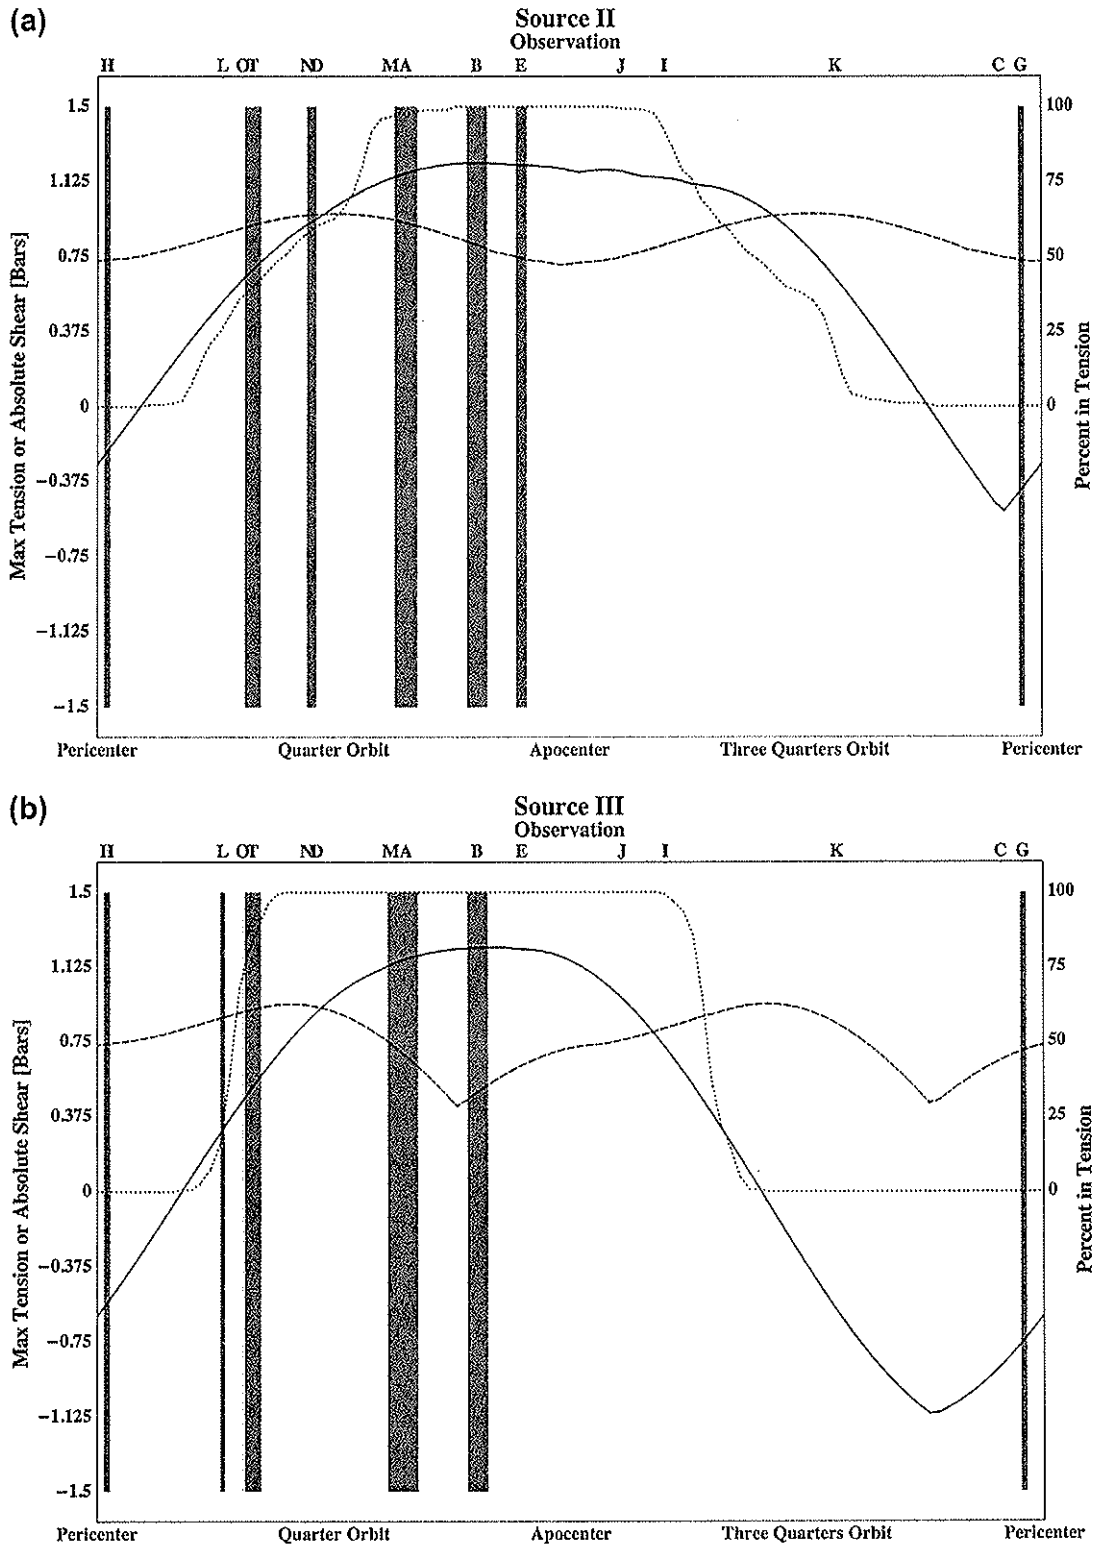 (a)
Source II
Observation
H L OT ND MA B E J I K C G
1.5
1.125
0.75
0.375
0
−0.375
−0.75
−1.125
−1.5
Max Tension or Absolute Shear [Bars]
100
75
50
25
0
Percent in Tension
Pericenter Quarter Orbit Apocenter Three Quarters Orbit Pericenter
(b)
Source III
Observation
H L OT ND MA B E J I K C G
1.5
1.125
0.75
0.375
0
−0.375
−0.75
−1.125
−1.5
Max Tension or Absolute Shear [Bars]
100
75
50
25
0
Percent in Tension
Pericenter Quarter Orbit Apocenter Three Quarters Orbit Pericenter